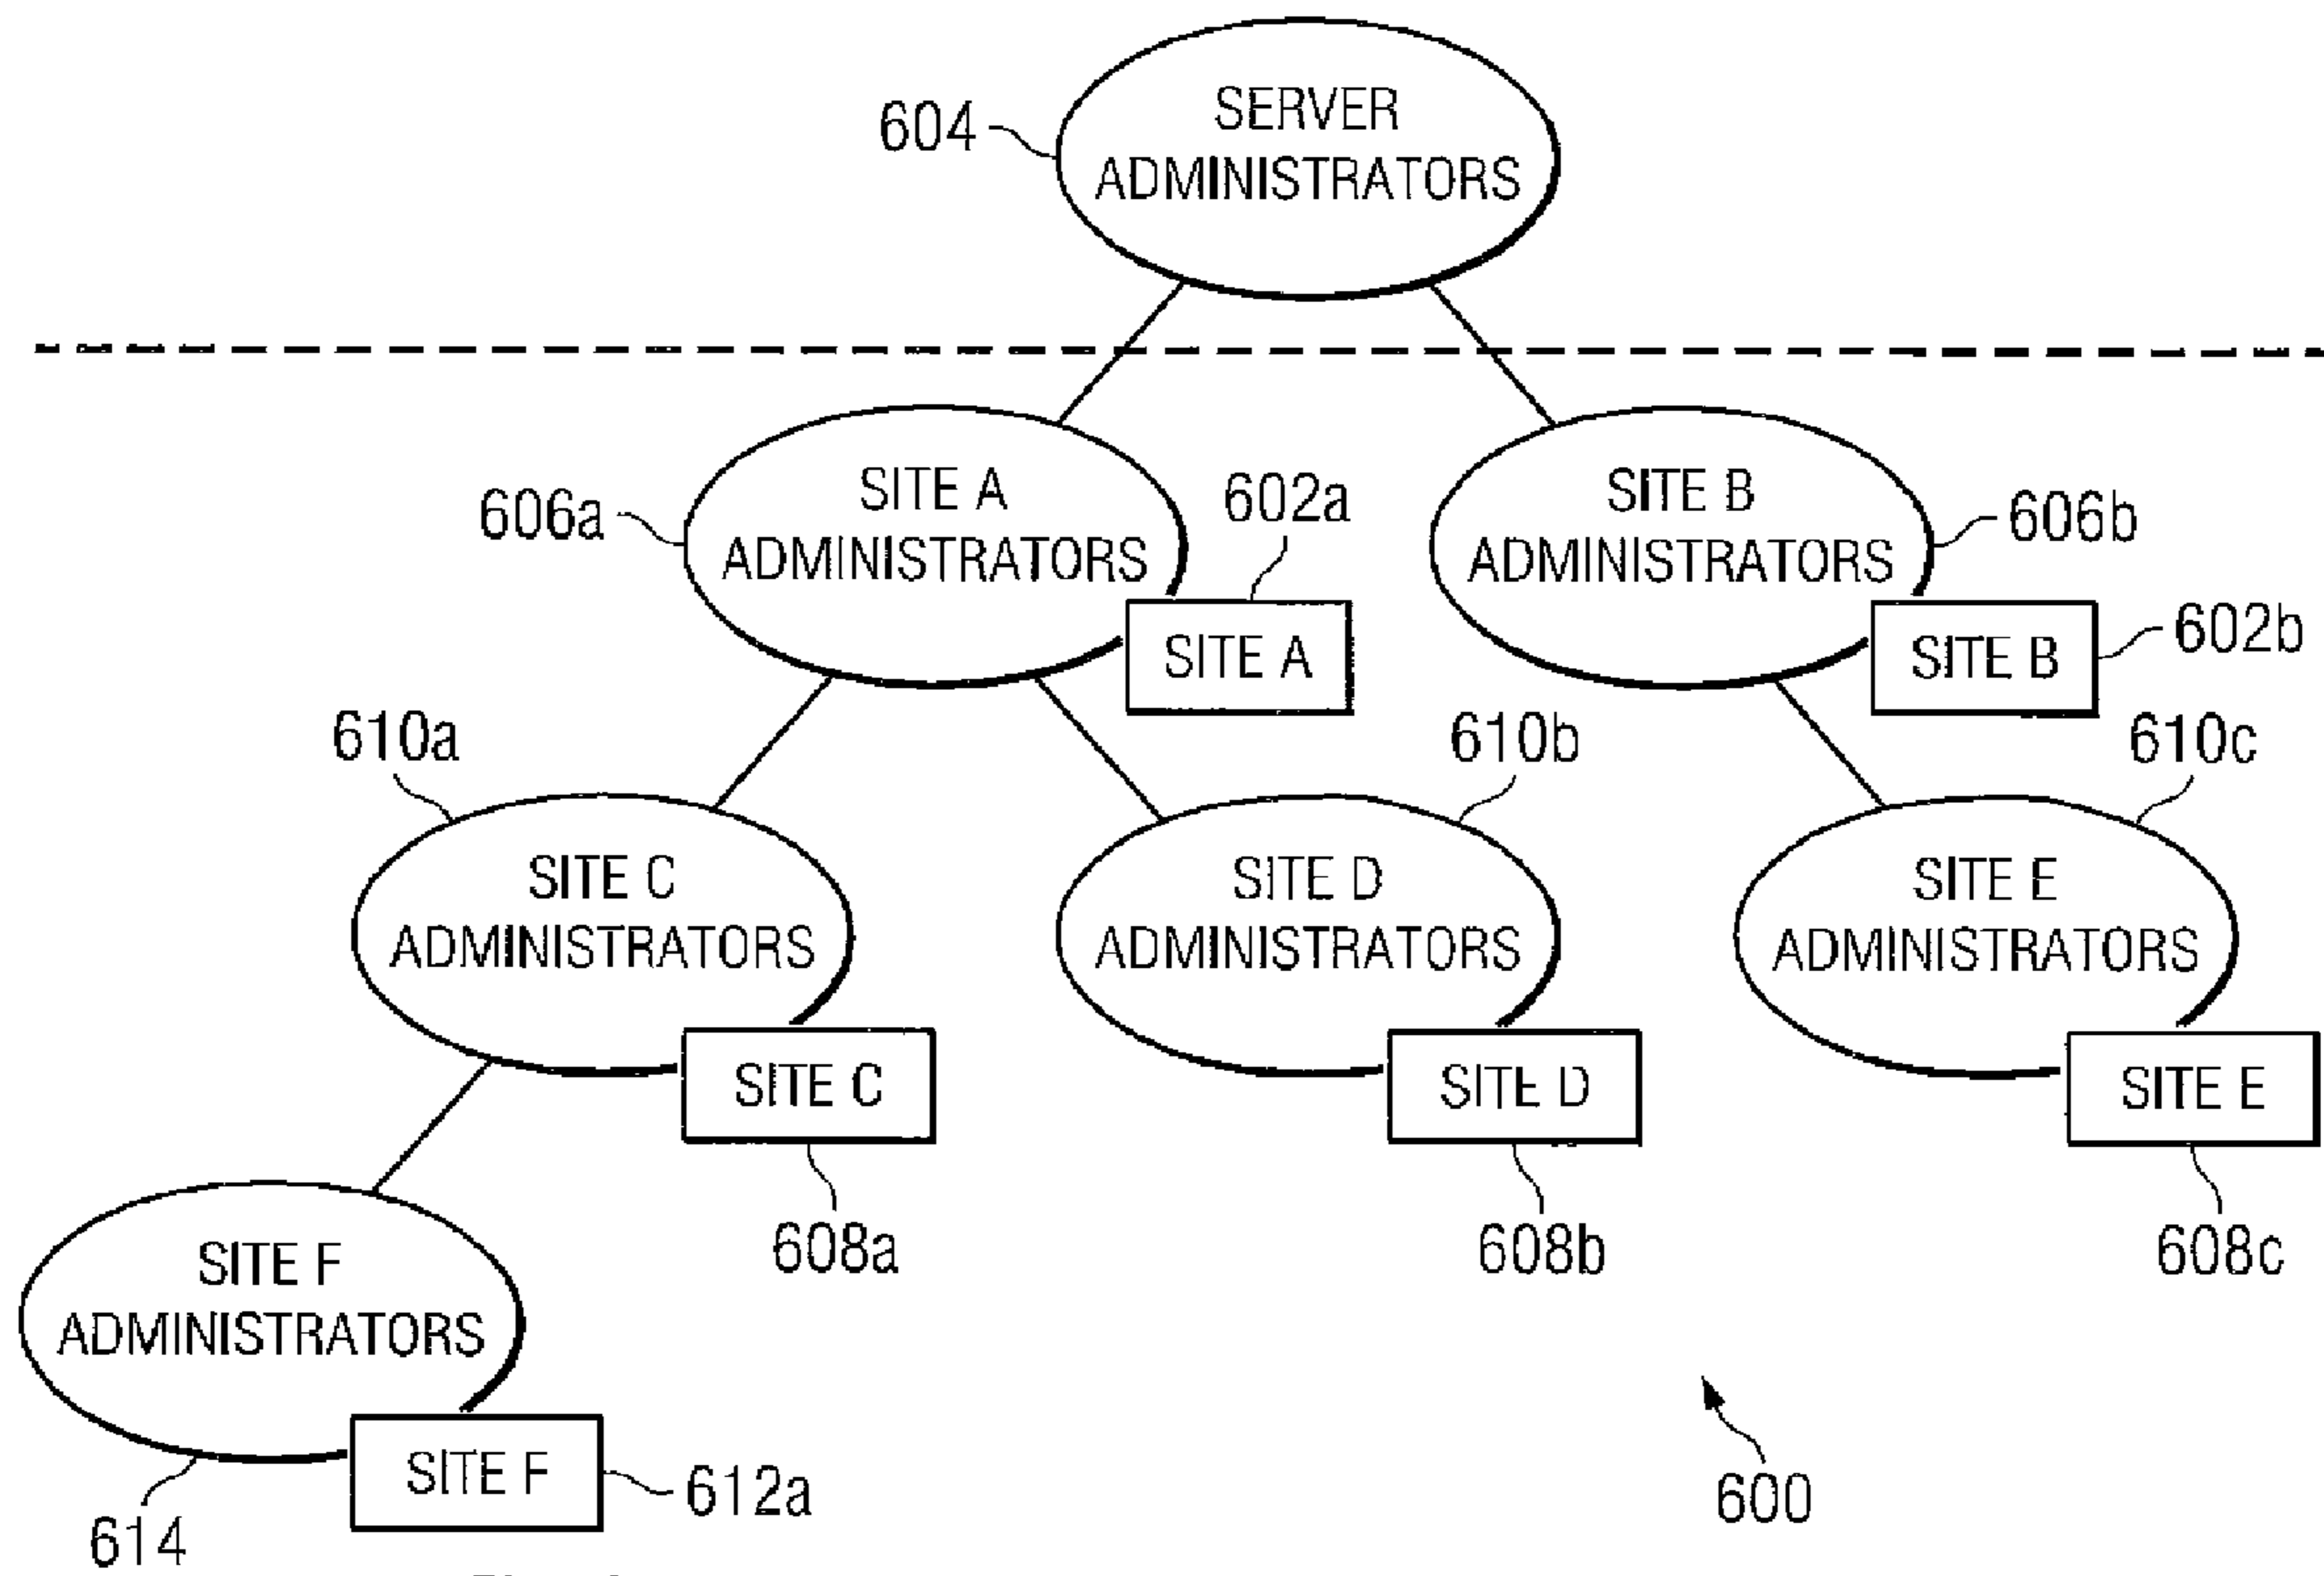 604
SERVER
ADMINISTRATORS
606a
SITE A
ADMINISTRATORS
602a
SITE A
SITE B
ADMINISTRATORS
606b
602b
SITE B
610a
SITE C
ADMINISTRATORS
SITE C
608a
610b
SITE D
ADMINISTRATORS
SITE D
608b
610c
SITE E
ADMINISTRATORS
SITE E
608c
SITE F
ADMINISTRATORS
SITE F
612a
614
600